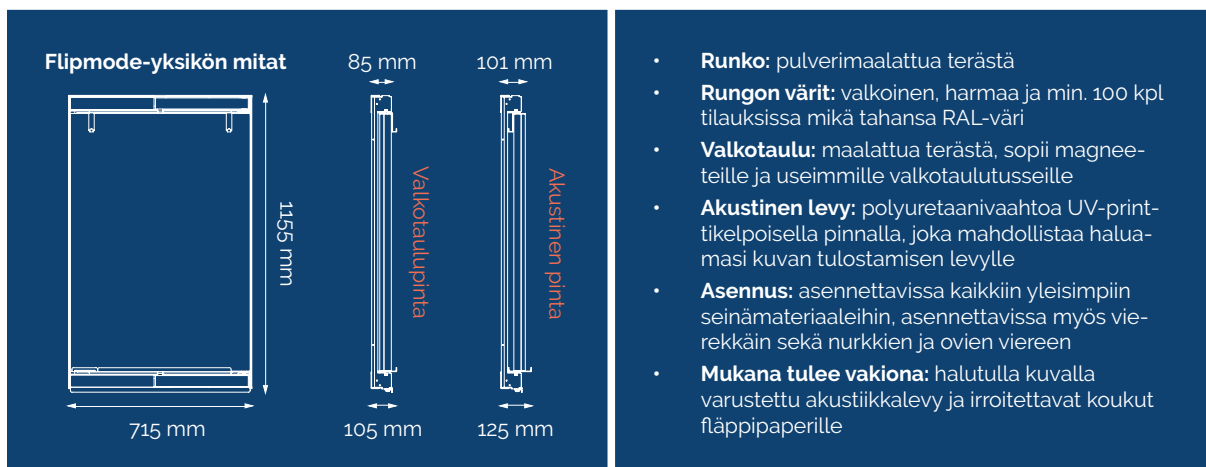 Flipmode-yksikön mitat
85 mm
101 mm
1155 mm
Valkotaulupinta
Akustinen pinta
715 mm
105 mm
125 mm
• Runko: pulverimaalattua terästä
• Rungon värit: valkoinen, harmaa ja min. 100 kpl
tilauksissa mikä tahansa RAL-väri
• Valkotaulu: maalattua terästä, sopii magnee-
teille ja useimmille valkotaulutusseille
• Akustinen levy: polyuretaanivaahtoa UV-print-
tikelpoisella pinnalla, joka mahdollistaa halua-
masi kuvan tulostamisen levylle
• Asennus: asennettavissa kaikkiin yleisimpiin
seinämateriaaleihin, asennettavissa myös vie-
rekkäin sekä nurkkien ja ovien viereen
• Mukana tulee vakiona: halutulla kuvalla
varustettu akustiikkalevy ja irroitettavat koukut
fläppipaperille